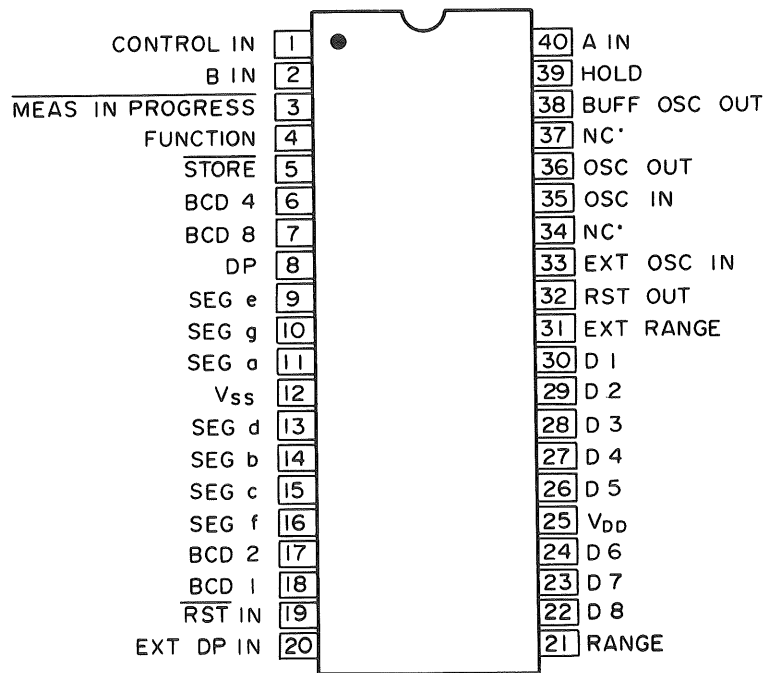 CONTROL IN 1
B IN 2
MEAS IN PROGRESS 3
FUNCTION 4
STORE 5
BCD 4 6
BCD 8 7
DP 8
SEG e 9
SEG g 10
SEG a 11
VSS 12
SEG d 13
SEG b 14
SEG c 15
SEG f 16
BCD 2 17
BCD 1 18
RST IN 19
EXT DP IN 20
40 A IN
39 HOLD
38 BUFF OSC OUT
37 NC*
36 OSC OUT
35 OSC IN
34 NC*
33 EXT OSC IN
32 RST OUT
31 EXT RANGE
30 D 1
29 D 2
28 D 3
27 D 4
26 D 5
25 VDD
24 D 6
23 D 7
22 D 8
21 RANGE